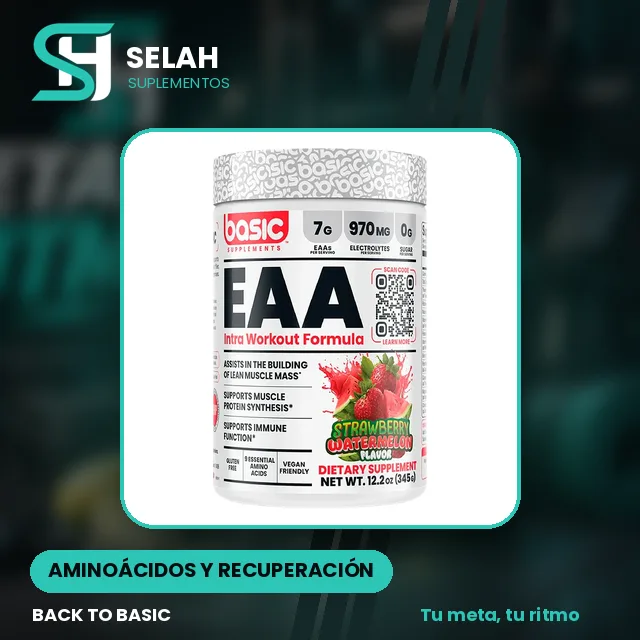 SELAH
SUPLEMENTOS
basic
SUPPLEMENTS
7G
EAAs
PER SERVING
970MG
ELECTROLYTES
PER SERVING
0G
SUGAR
PER SERVING
EAA
SCAN CODE
LEARN MORE
Intra Workout Formula
ASSISTS IN THE BUILDING
OF LEAN MUSCLE MASS*
SUPPORTS MUSCLE
PROTEIN SYNTHESIS*
SUPPORTS IMMUNE
FUNCTION*
STRAWBERRY
WATERMELON
FLAVOR
GLUTEN
FREE
9 ESSENTIAL
AMINO
ACIDS
VEGAN
FRIENDLY
DIETARY SUPPLEMENT
NET WT. 12.2oz (345g)
AMINOÁCIDOS Y RECUPERACIÓN
BACK TO BASIC
Tu meta, tu ritmo